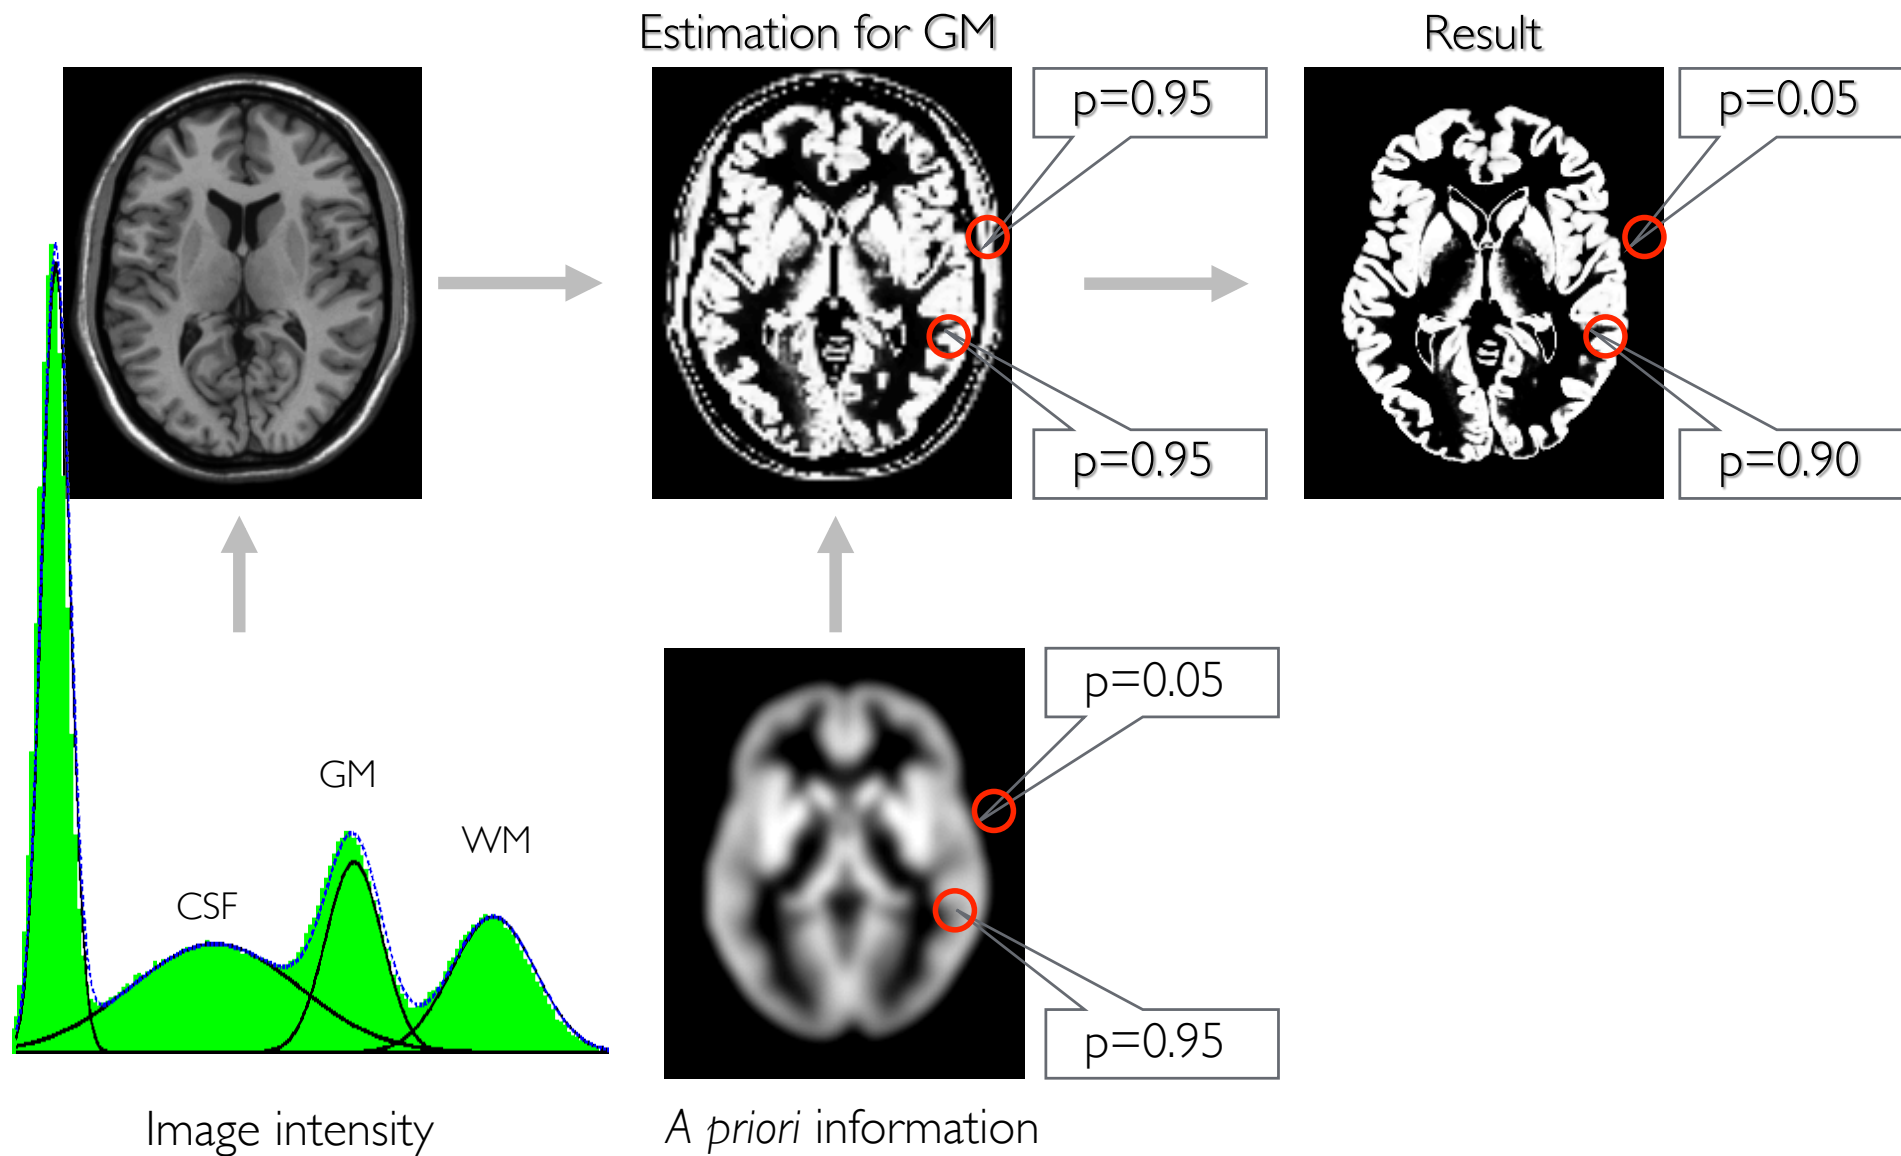 Estimation for GM
Result
p=0.95
p=0.05
p=0.95
p=0.90
p=0.05
GM
WM
CSF
p=0.95
Image intensity
A priori information